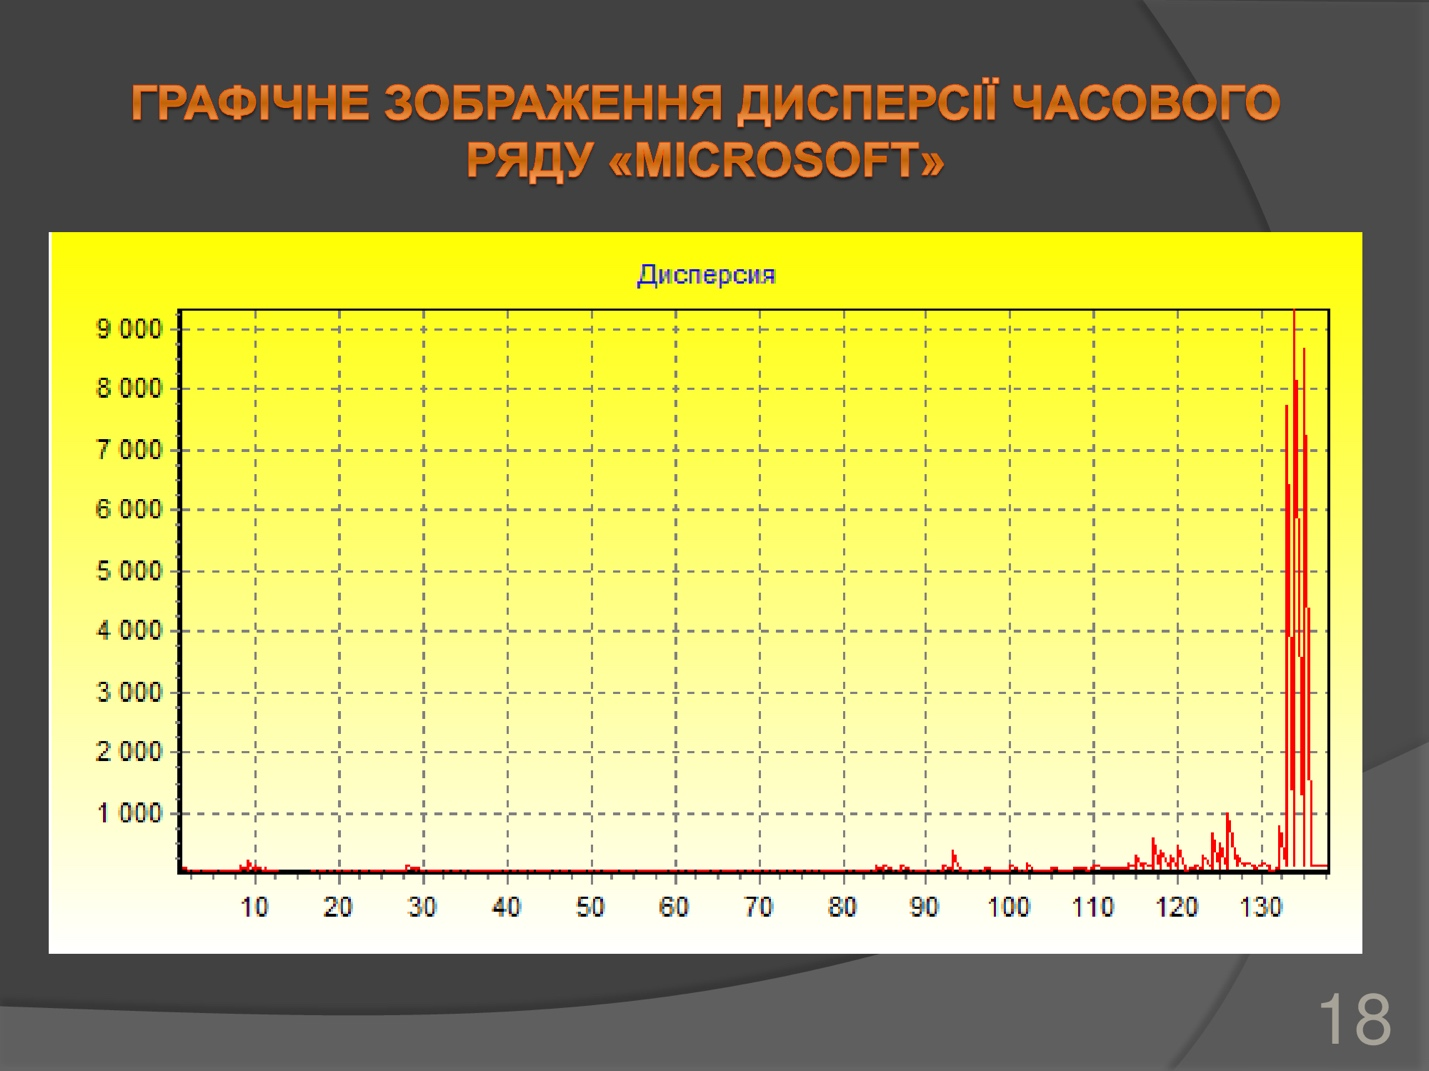 ГРАФІЧНЕ ЗОБРАЖЕННЯ ДИСПЕРСІЇ ЧАСОВОГО
РЯДУ «MICROSOFT»
Дисперсия
9 000
8 000
7 000
6 000
5 000
4 000
3 000
2 000
1 000
10 20 30 40 50 60 70 80 90 100 110 120 130
18